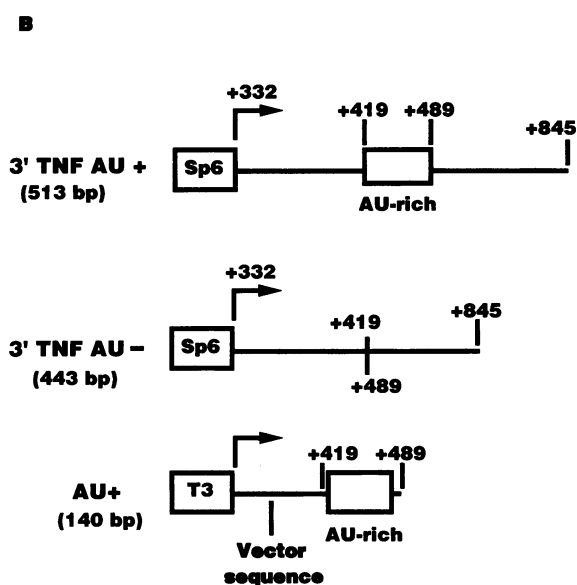 B
+332
+419 +489
+845
3' TNF AU +
(513 bp)
Sp6
AU-rich
+332
+419
+845
3' TNF AU −
(443 bp)
Sp6
+489
+419 +489
AU+
(140 bp)
T3
AU-rich
Vector
sequence